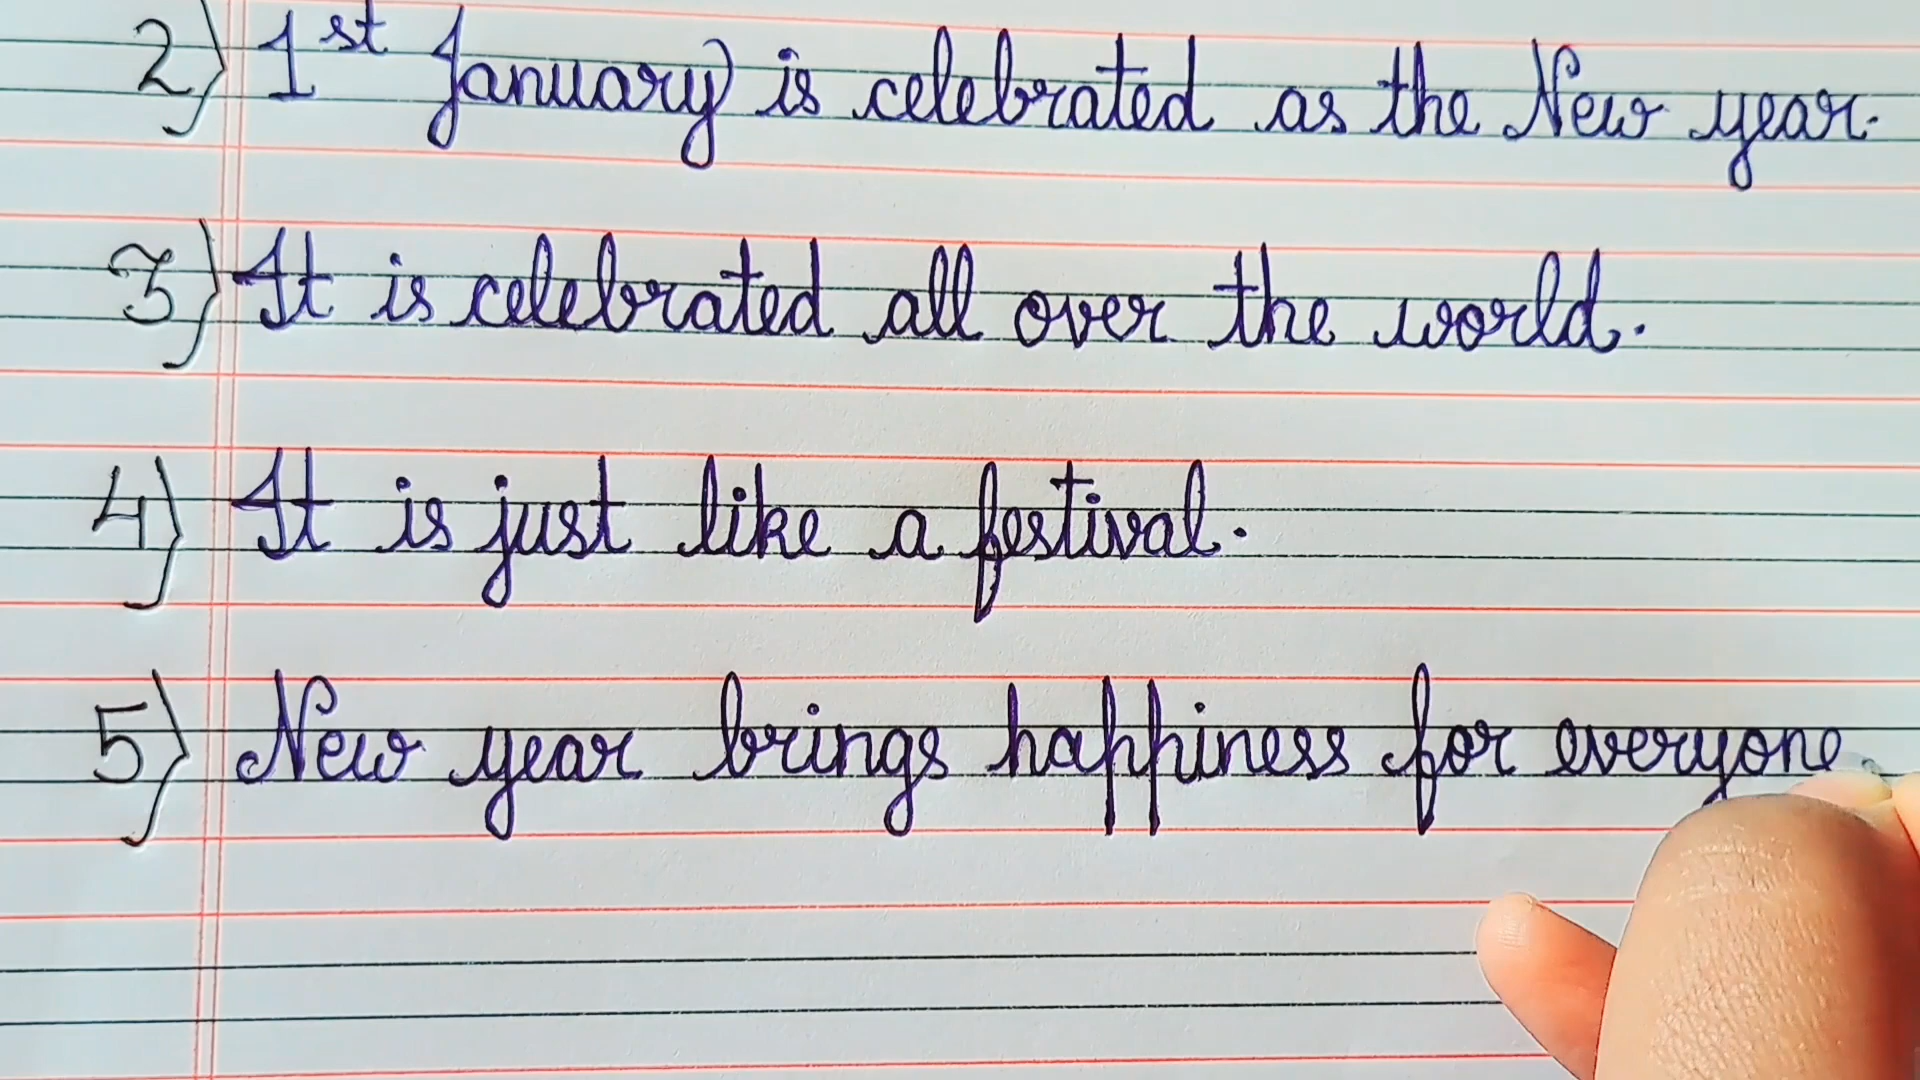 2) 1st January is celebrated as the New year.
3) It is celebrated all over the world.
4) It is just like a festival.
5) New year brings happiness for everyone